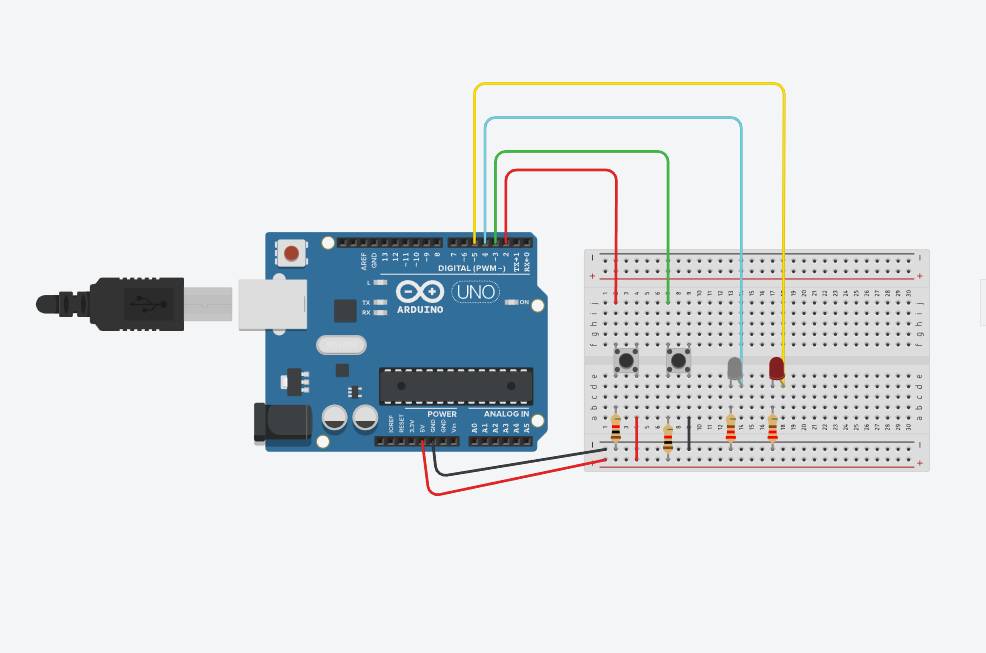 AREF
GND
13
12
~11
~10
~9
8
7
~6
~5
4
~3
2
TX→1
RX←0
DIGITAL (PWM~)
L
TX
RX
ARDUINO
UNO
ON
POWER
ANALOG IN
IOREF
RESET
3.3V
5V
GND
GND
Vin
A0
A1
A2
A3
A4
A5
- -
+ +
j j
i i
h h
g g
f f
e e
d d
c c
b b
a a
- -
+ +